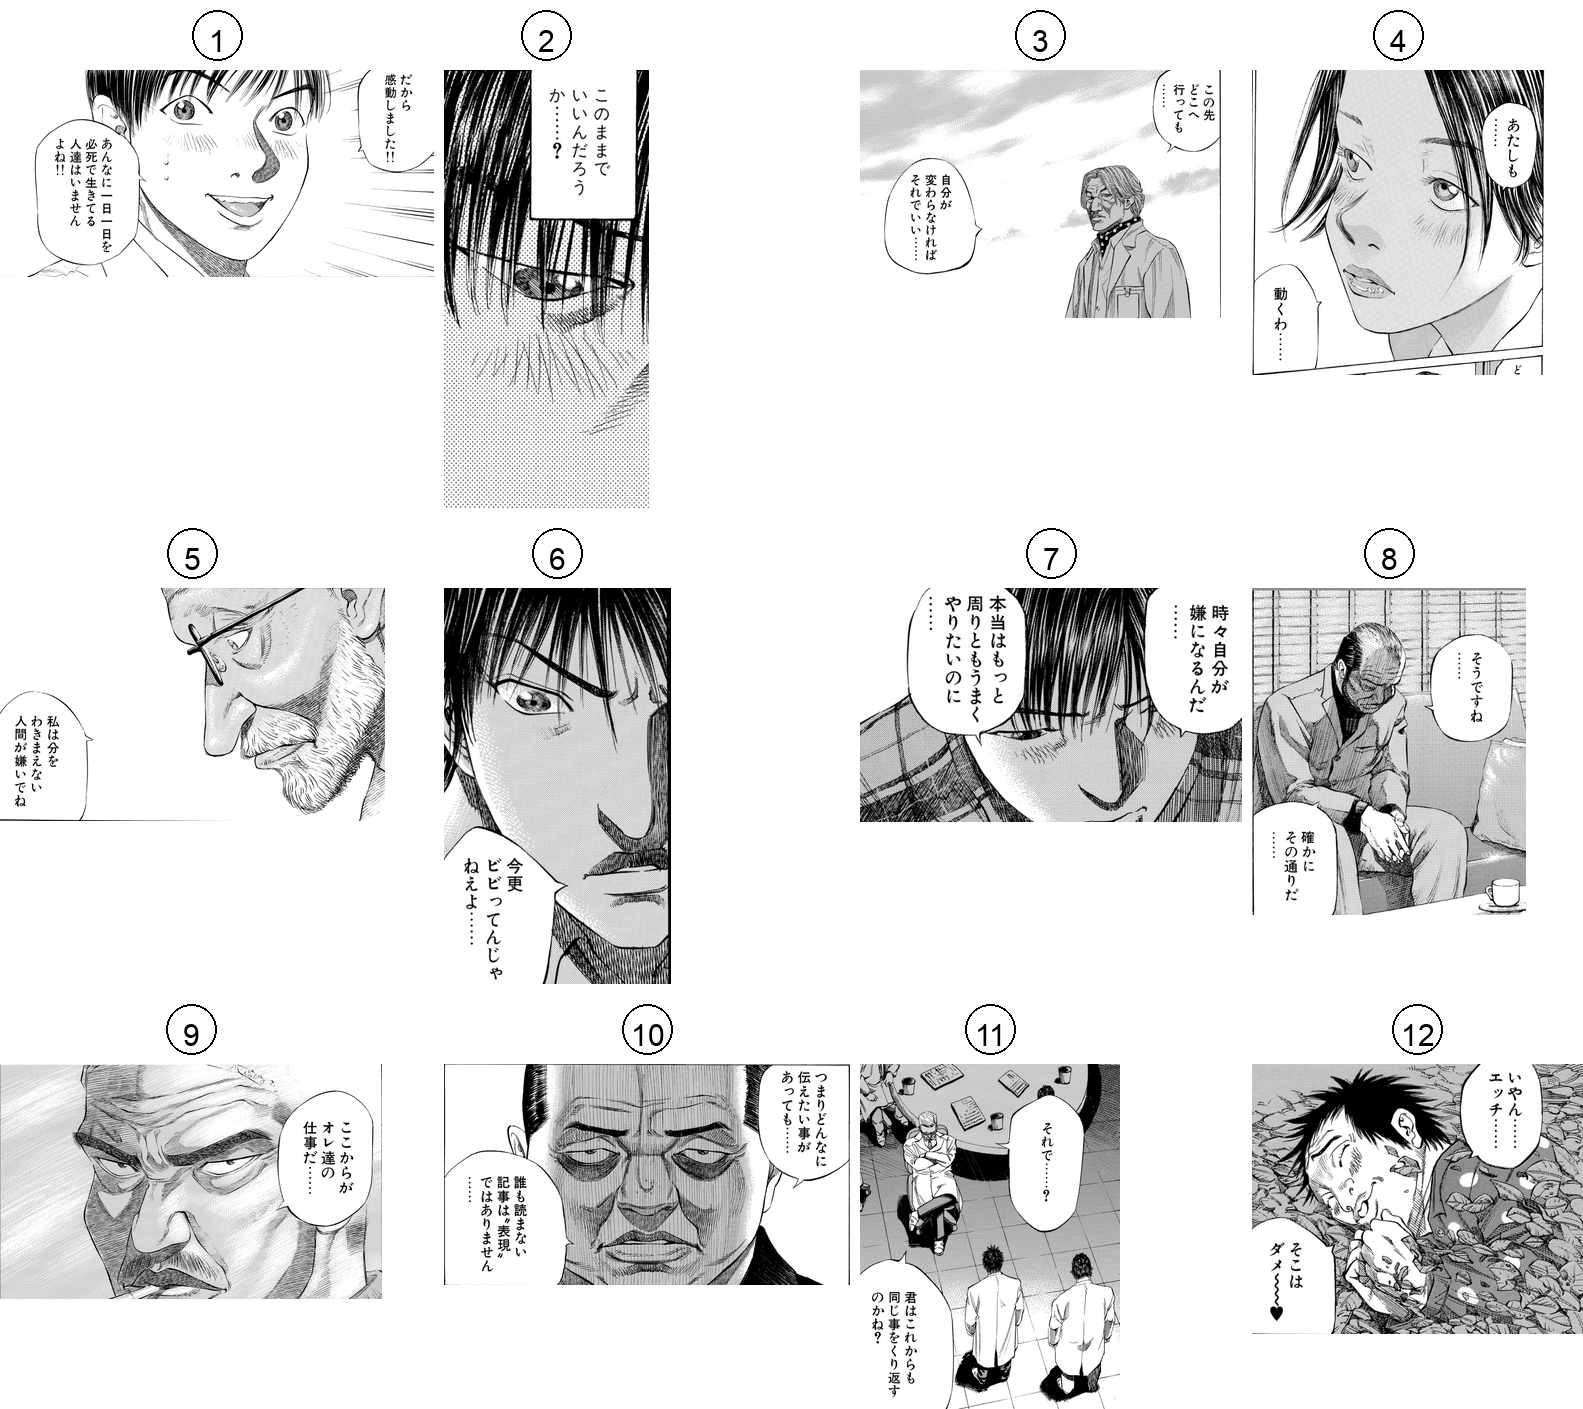 1
だから
感動しました!!
あんなに一日一日を
必死で生きてる
人達はいません
よね!!
2
このままで
いいんだろう
か……?
3
この先
どこへ
行っても
……
自分が
変わらなければ
それでいい……
4
あたしも
……
動くわ……
ど
5
私は分を
わきまえない
人間が嫌いでね
6
今更
ビビってんじゃ
ねえよ……
7
時々自分が
嫌になるんだ
……
本当はもっと
周りともうまく
やりたいのに
……
8
そうですね
……
確かに
その通りだ
……
9
ここからが
オレ達の
仕事だ……
10
つまりどんなに
伝えたい事が
あっても……
誰も読まない
記事は〝表現〟
ではありません
……
11
それで……?
君はこれからも
同じ事をくり返す
のかね?
12
いやん……
エッチ……
そこは
ダメ〜〜〜♥